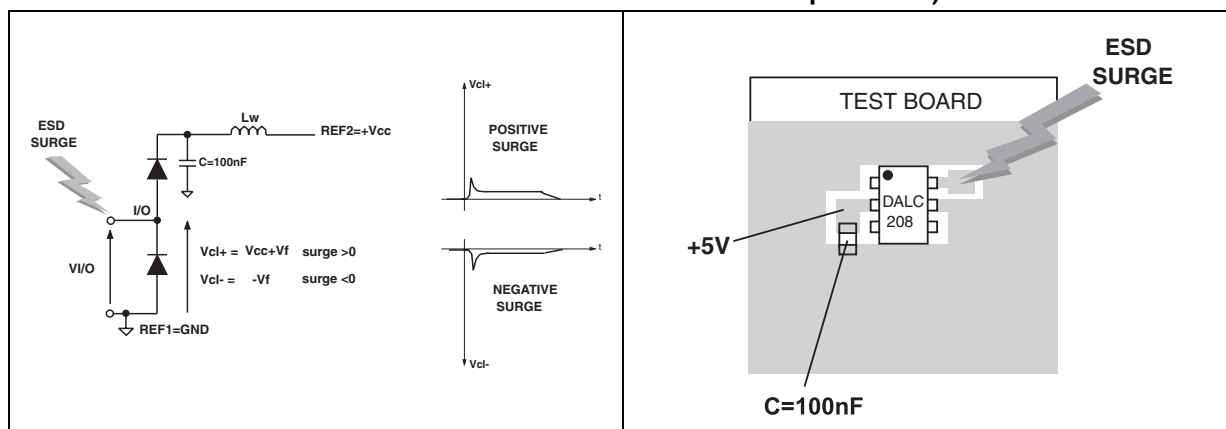 ESD
SURGE
Lw
REF2=+Vcc
C=100nF
I/O
VI/O
Vcl+ = Vcc+Vf surge >0
Vcl- = -Vf surge <0
REF1=GND
Vcl+
POSITIVE
SURGE
t
t
NEGATIVE
SURGE
Vcl-
ESD
SURGE
TEST BOARD
DALC
208
+5V
C=100nF